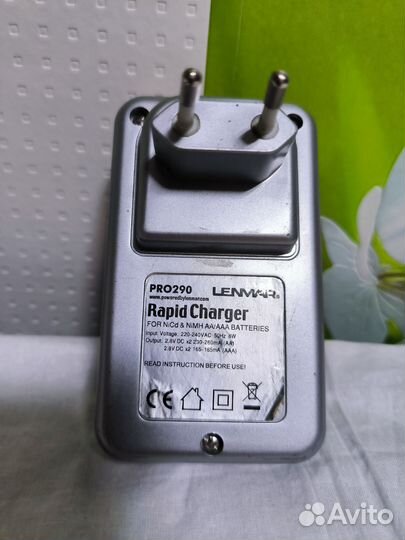 PRO290 LENMAR
www.poweredbylenmar.com
Rapid Charger
FOR NiCd & NiMH AA/AAA BATTERIES
Input Voltage: 220-240VAC 50Hz 8W
Output: 2.8V DC x2 230-260mA (AA)
2.8V DC x2 165-185mA (AAA)
READ INSTRUCTION BEFORE USE!
CE
Avito